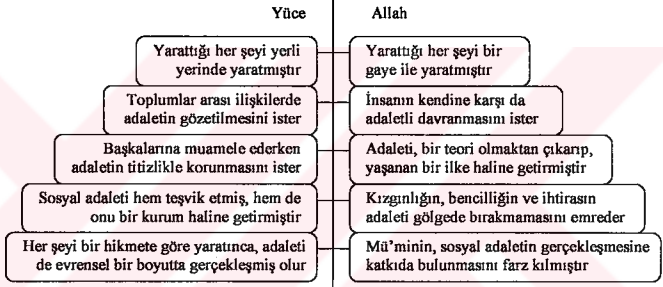 Yüce Allah
Yarattığı her şeyi yerli
yerinde yaratmıştır
Yarattığı her şeyi bir
gaye ile yaratmıştır
Toplumlar arası ilişkilerde
adaletin gözetilmesini ister
İnsanın kendine karşı da
adaletli davranmasını ister
Başkalarına muamele ederken
adaletin titizlikle korunmasını ister
Adaleti, bir teori olmaktan çıkarıp,
yaşanan bir ilke haline getirmiştir
Sosyal adaleti hem teşvik etmiş, hem de
onu bir kurum haline getirmiştir
Kızgınlığın, bencilliğin ve ihtirasın
adaleti gölgede bırakmamasını emreder
Her şeyi bir hikmete göre yaratınca, adaleti
de evrensel bir boyutta gerçekleşmiş olur
Mü'minin, sosyal adaletin gerçekleşmesine
katkıda bulunmasını farz kılmıştır